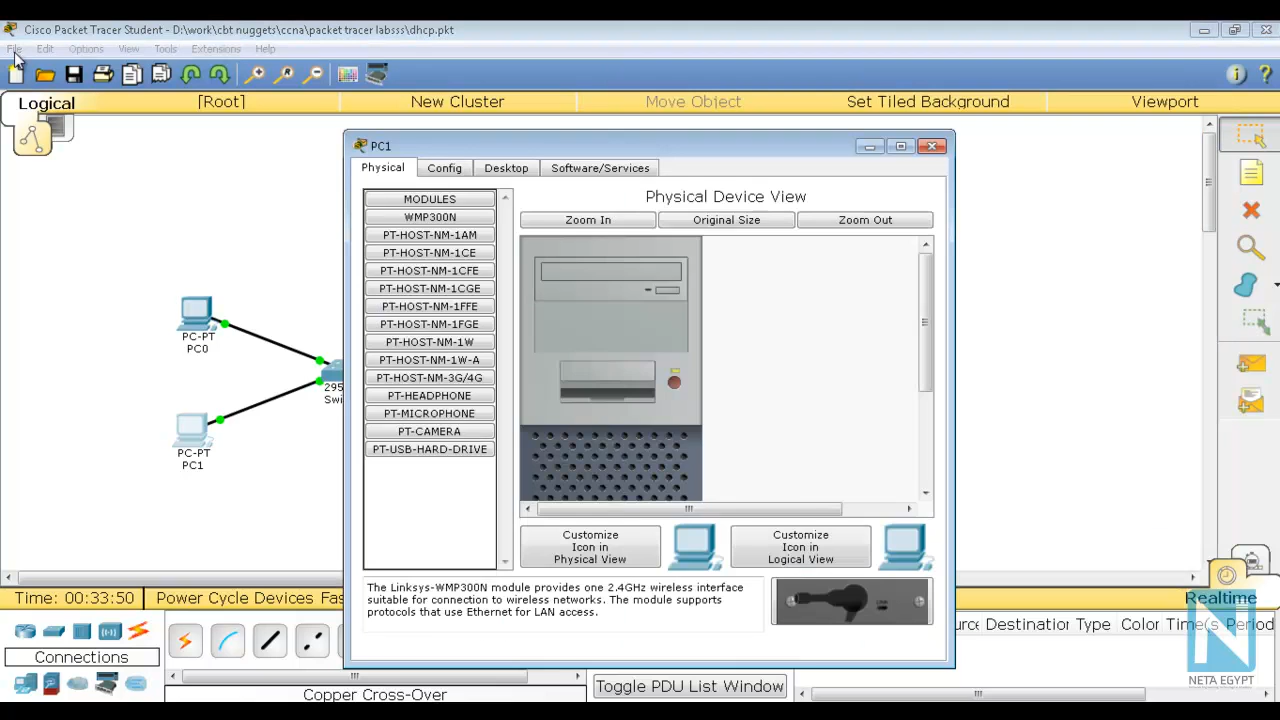 Cisco Packet Tracer Student - D:\work\cbt nuggets\ccna\packet tracer labsss\dhcp.pkt
File Edit Options View Tools Extensions Help
Logical [Root] New Cluster Move Object Set Tiled Background Viewport
PC1
Physical Config Desktop Software/Services
MODULES
WMP300N
PT-HOST-NM-1AM
PT-HOST-NM-1CE
PT-HOST-NM-1CFE
PT-HOST-NM-1CGE
PT-HOST-NM-1FFE
PT-HOST-NM-1FGE
PT-HOST-NM-1W
PT-HOST-NM-1W-A
PT-HOST-NM-3G/4G
PT-HEADPHONE
PT-MICROPHONE
PT-CAMERA
PT-USB-HARD-DRIVE
Physical Device View
Zoom In Original Size Zoom Out
Customize
Icon in
Physical View
Customize
Icon in
Logical View
The Linksys-WMP300N module provides one 2.4GHz wireless interface
suitable for connection to wireless networks. The module supports
protocols that use Ethernet for LAN access.
PC-PT
PC0
PC-PT
PC1
295
Swi
Time: 00:33:50 Power Cycle Devices Fas
Realtime
Connections
Copper Cross-Over
Toggle PDU List Window
ourc Destination Type Color Time(s Period
N
NETA EGYPT